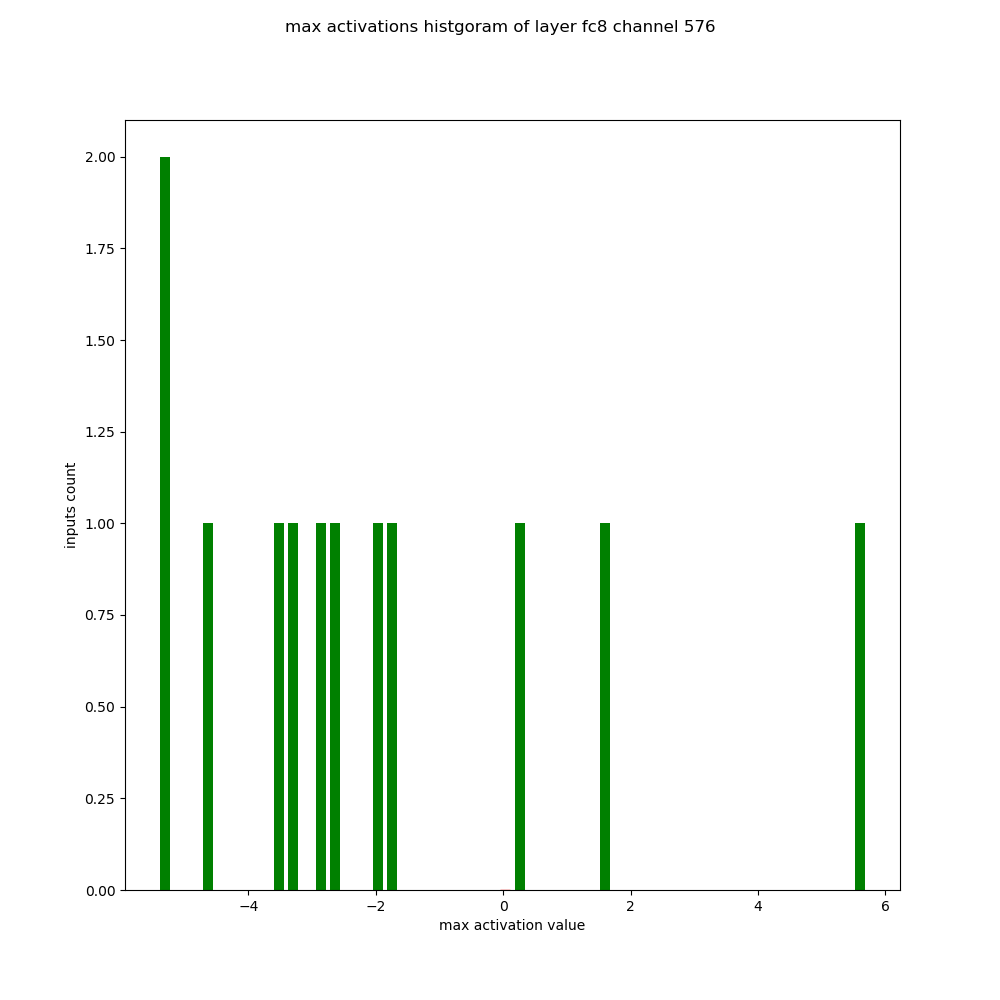 max activations histgoram of layer fc8 channel 576
2.00
1.75
1.50
1.25
1.00
0.75
0.50
0.25
0.00
inputs count
−4 −2 0 2 4 6
max activation value